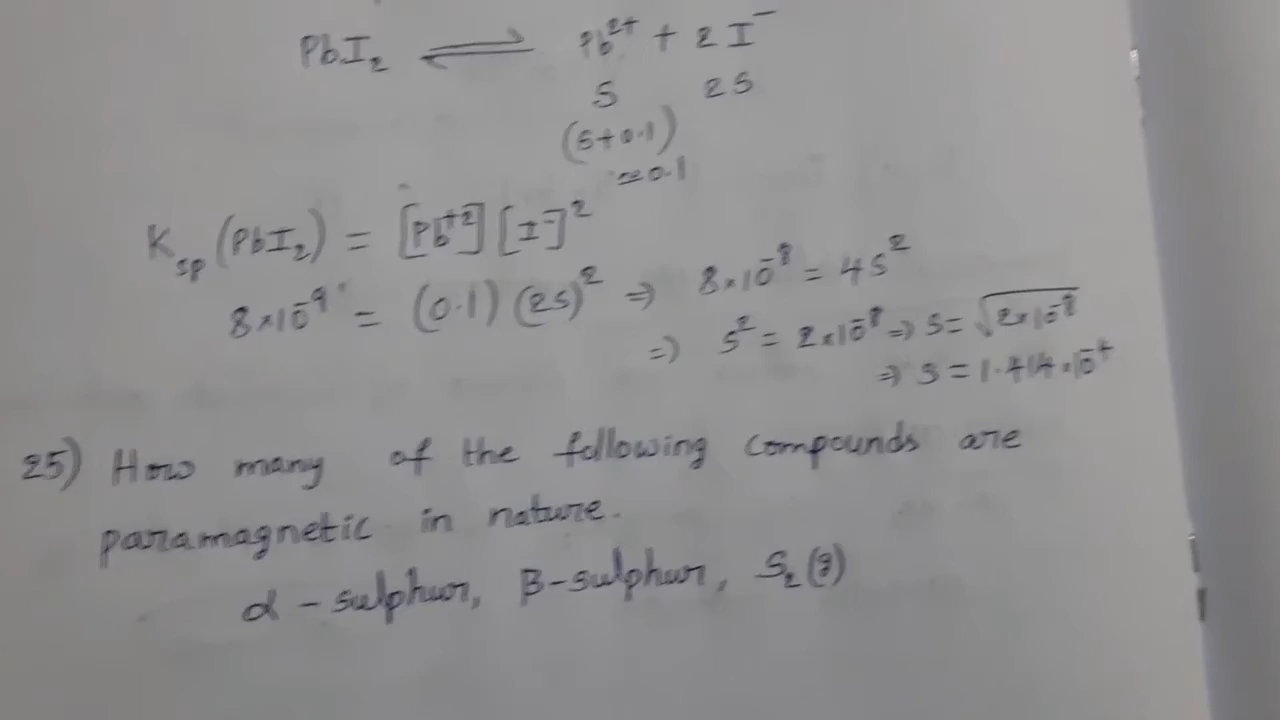 PbI₂ ⇌ Pb²⁺ + 2I⁻
S 2S
(S+0.1)
≃0.1
Ksp(PbI₂) = [Pb⁺²][I⁻]²
8×10⁻⁹ = (0.1)(2S)² ⇒ 8×10⁻⁸ = 4S²
⇒ S² = 2×10⁻⁸ ⇒ S = √2×10⁻⁸
⇒ S = 1.414×10⁻⁴
25) How many of the following compounds are
paramagnetic in nature.
α-sulphur, β-sulphur, S₂(g)